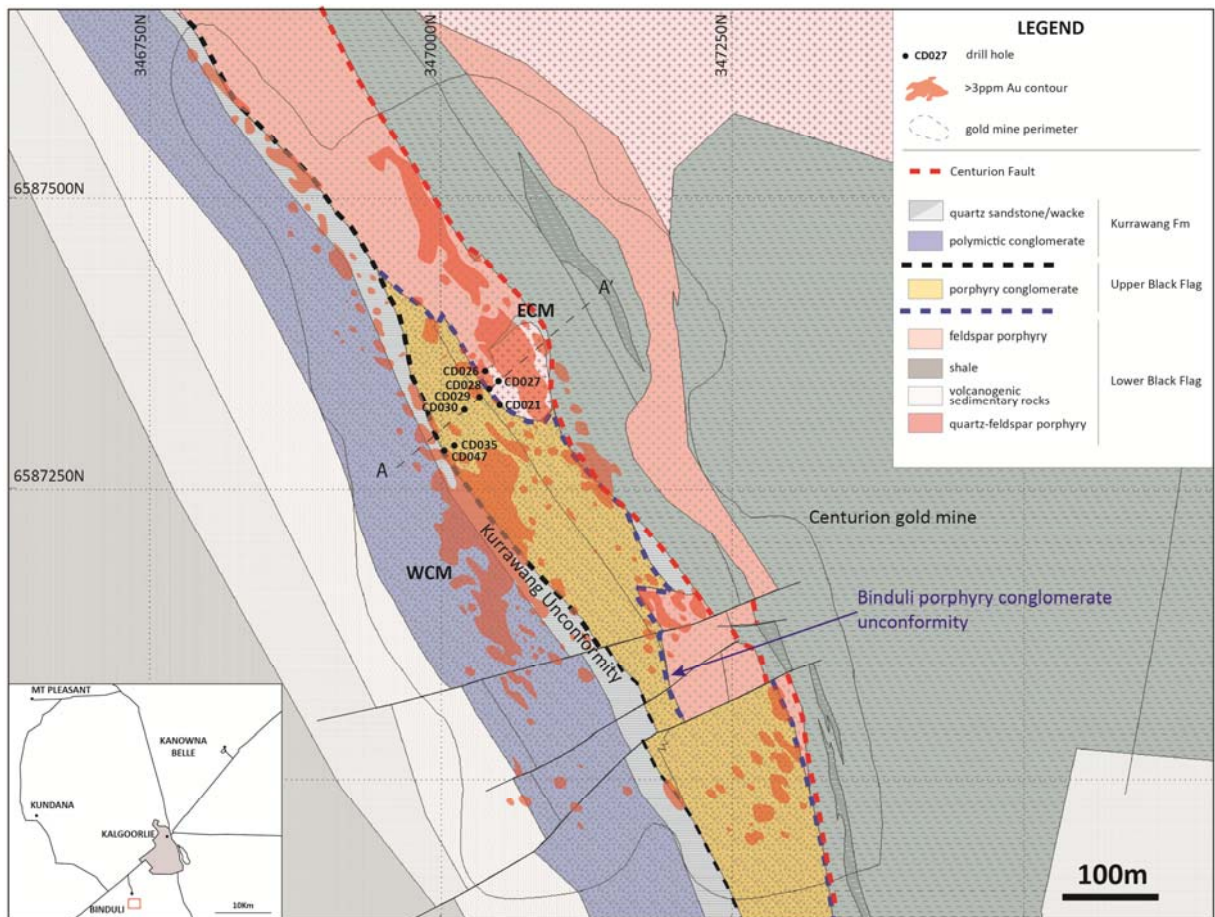 346750N
347000N
347250N
6587500N
6587250N
LEGEND
CD027 drill hole
>3ppm Au contour
gold mine perimeter
Centurion Fault
quartz sandstone/wacke
polymictic conglomerate
Kurrawang Fm
porphyry conglomerate
Upper Black Flag
feldspar porphyry
shale
volcanogenic
sedimentary rocks
quartz-feldspar porphyry
Lower Black Flag
A'
ECM
CD026
CD027
CD028
CD029
CD021
CD030
CD035
A
CD047
Centurion gold mine
WCM
Kurrawang Unconformity
Binduli porphyry conglomerate
unconformity
MT PLEASANT
KANOWNA
BELLE
KUNDANA
KALGOORLIE
BINDULI
10Km
100m